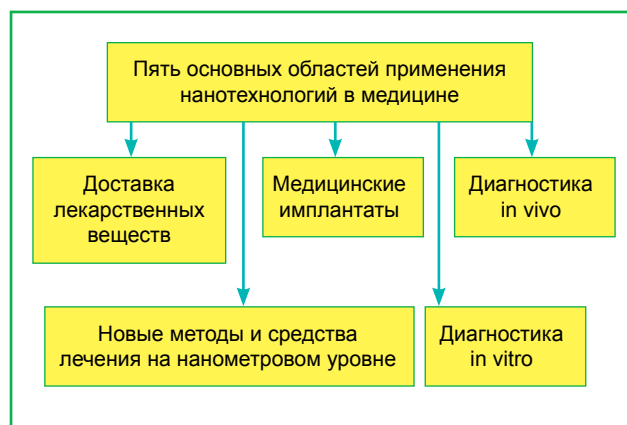 Пять основных областей применения
нанотехнологий в медицине
Доставка
лекарственных
веществ
Медицинские
имплантаты
Диагностика
in vivo
Новые методы и средства
лечения на нанометровом уровне
Диагностика
in vitro